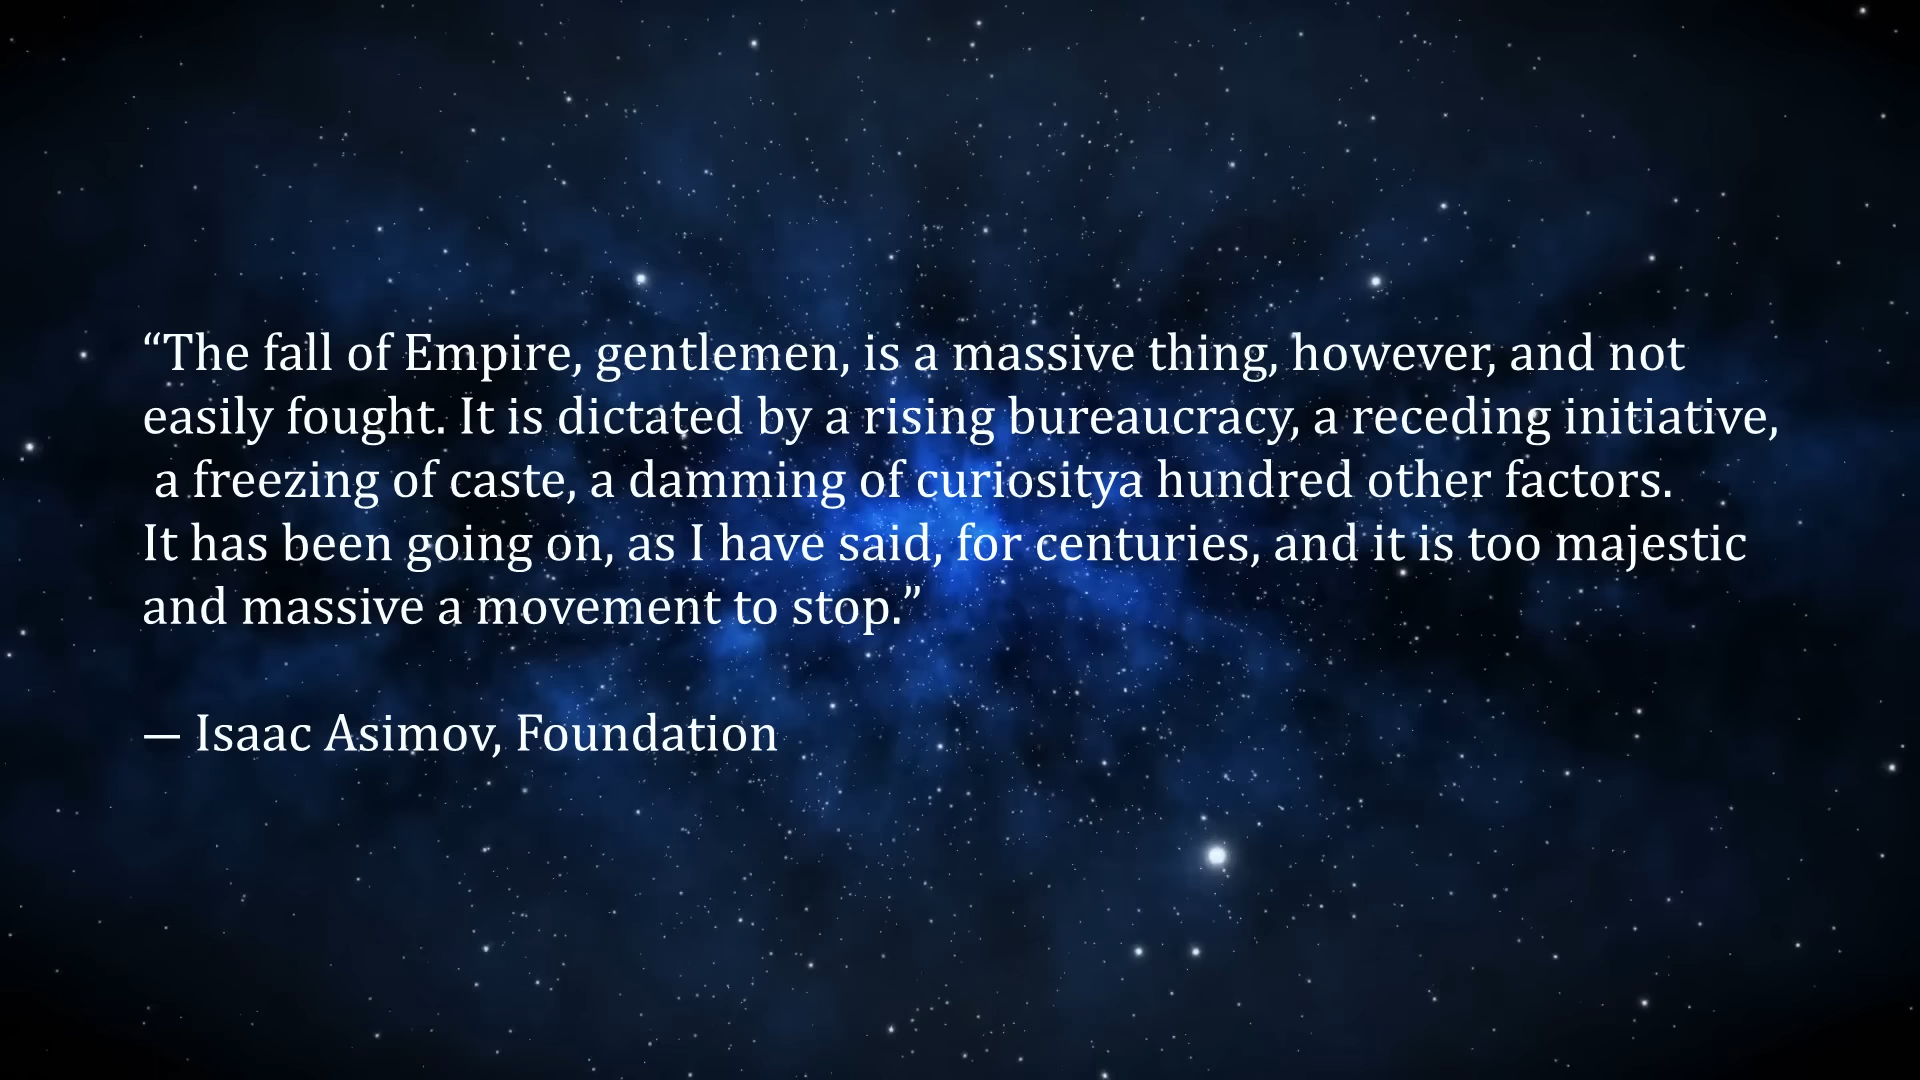 “The fall of Empire, gentlemen, is a massive thing, however, and not
easily fought. It is dictated by a rising bureaucracy, a receding initiative,
a freezing of caste, a damming of curiositya hundred other factors.
It has been going on, as I have said, for centuries, and it is too majestic
and massive a movement to stop.”
— Isaac Asimov, Foundation